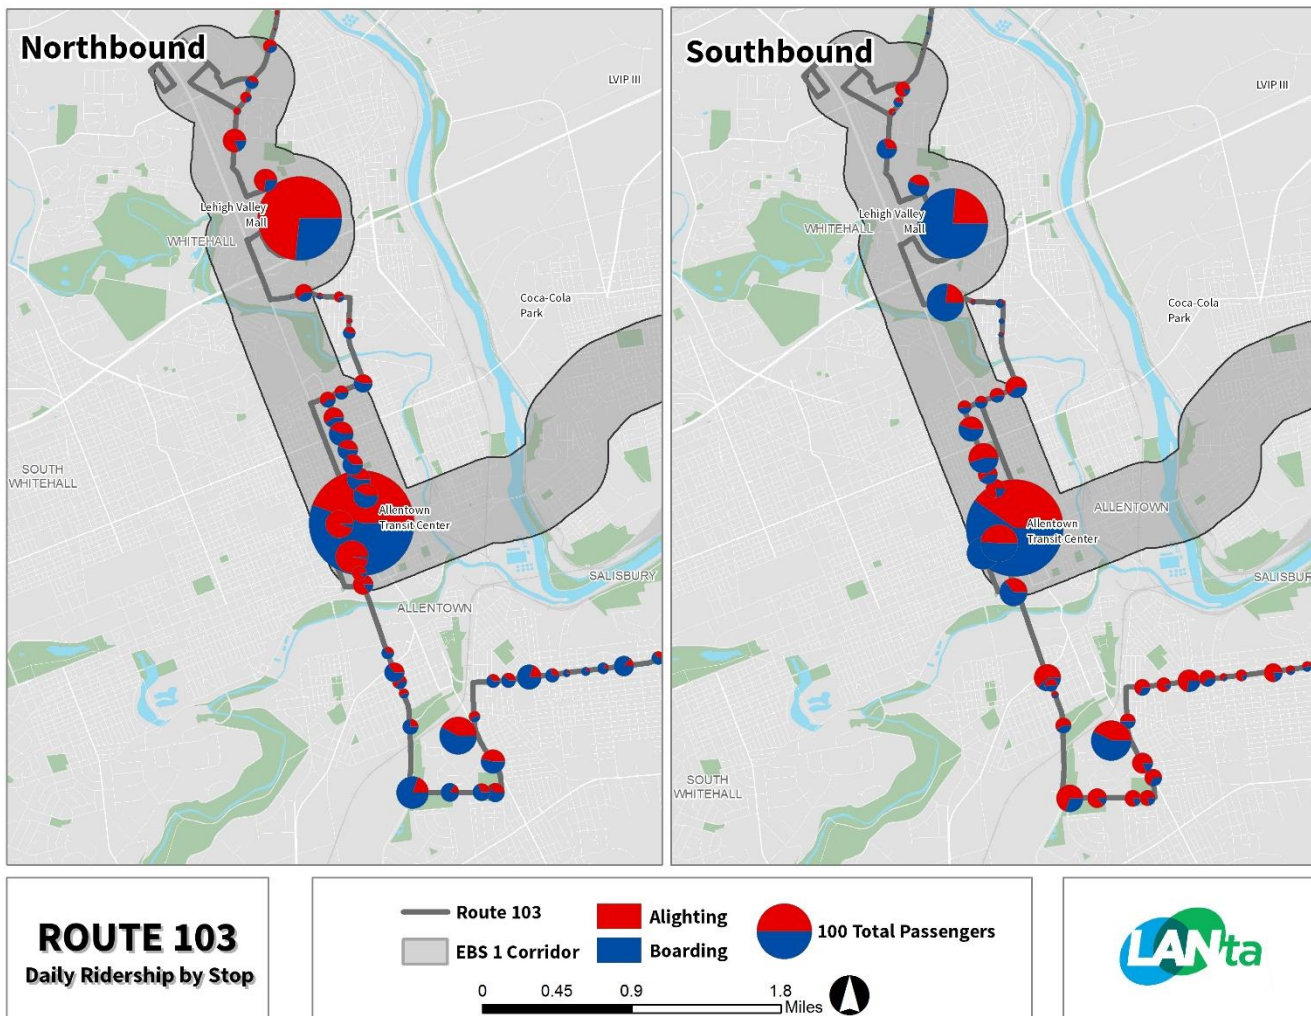 Northbound
LVIP III
Lehigh Valley
Mall
WHITEHALL
Coca-Cola
Park
SOUTH
WHITEHALL
Allentown
Transit Center
SALISBURY
ALLENTOWN
Southbound
LVIP III
Lehigh Valley
Mall
WHITEHALL
Coca-Cola
Park
ALLENTOWN
Allentown
Transit Center
SALISBUR
SOUTH
WHITEHALL
ROUTE 103
Daily Ridership by Stop
Route 103
EBS 1 Corridor
Alighting
Boarding
100 Total Passengers
0 0.45 0.9 1.8
Miles
LANta